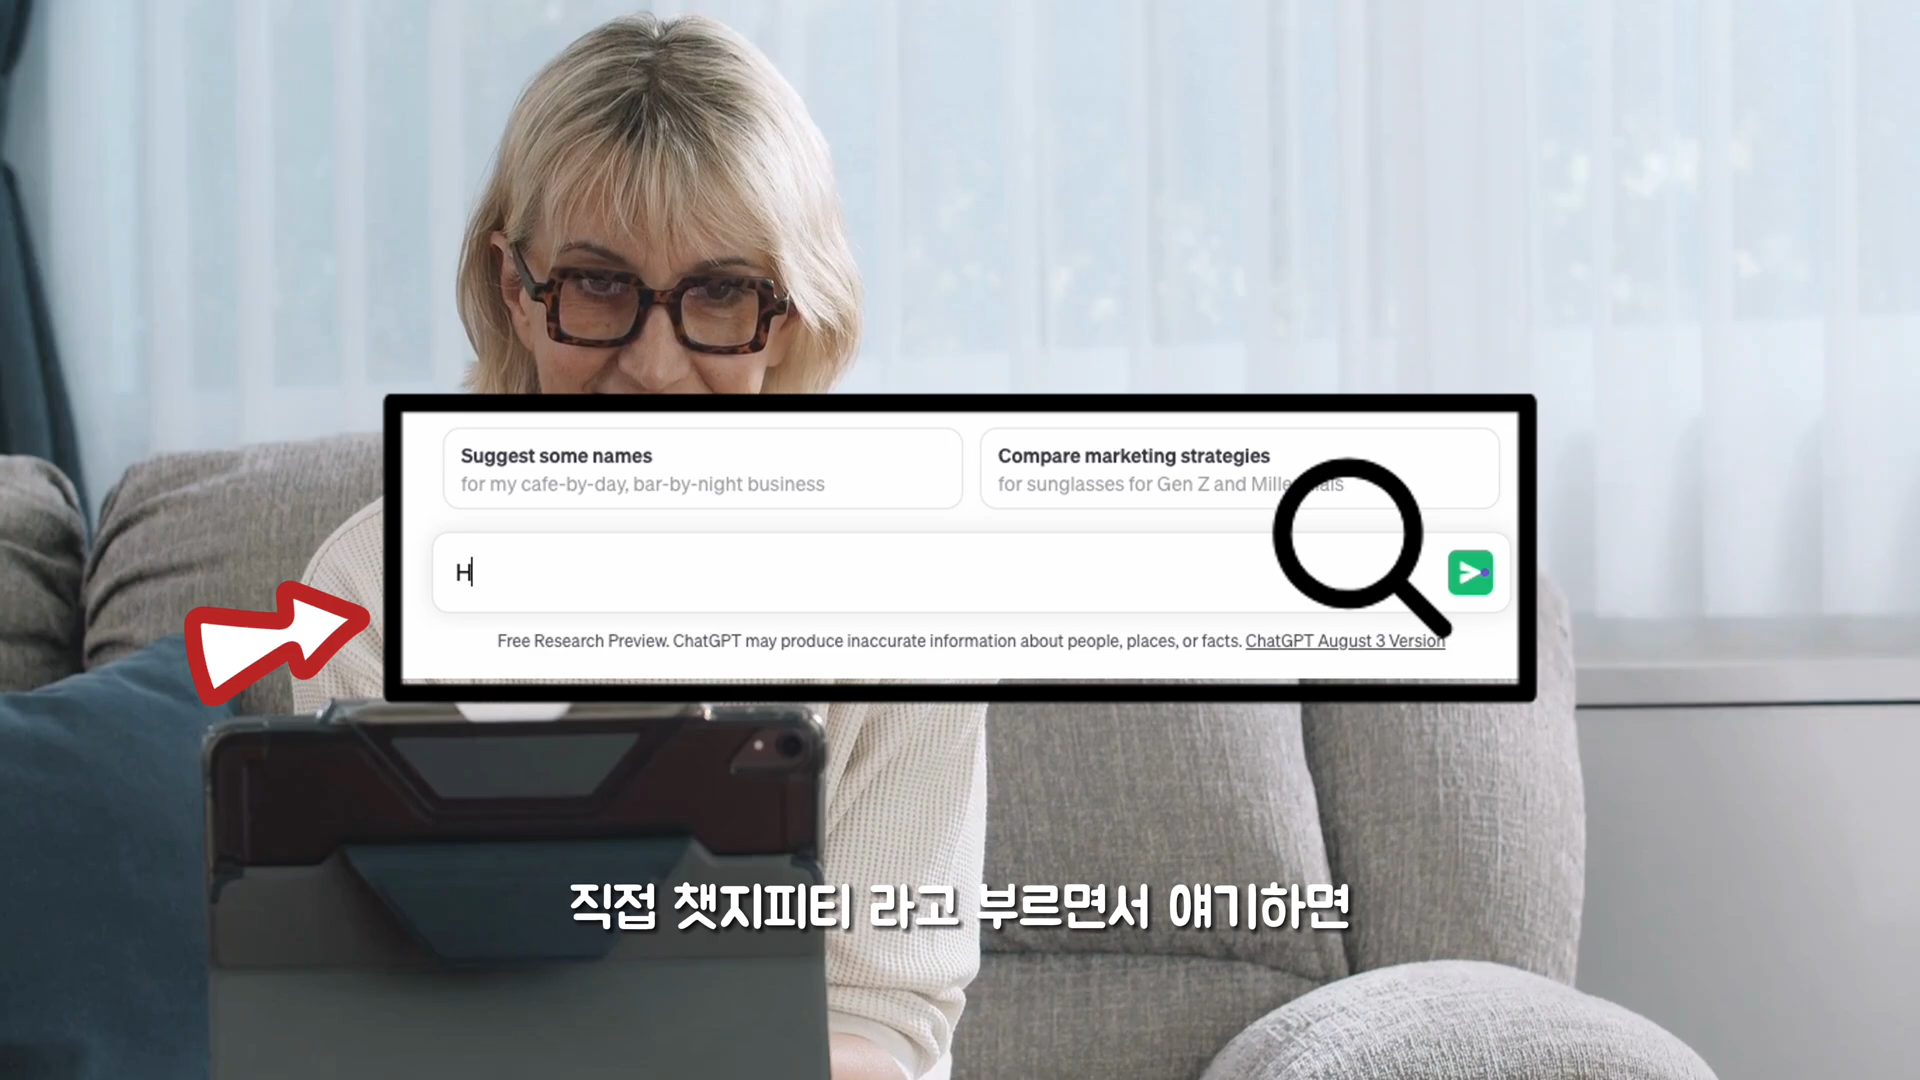 Suggest some names
for my cafe-by-day, bar-by-night business
Compare marketing strategies
for sunglasses for Gen Z and
H
Free Research Preview. ChatGPT may produce inaccurate information about people, places, or facts. ChatGPT August 3 Version
직접 챗지피티 라고 부르면서 얘기하면